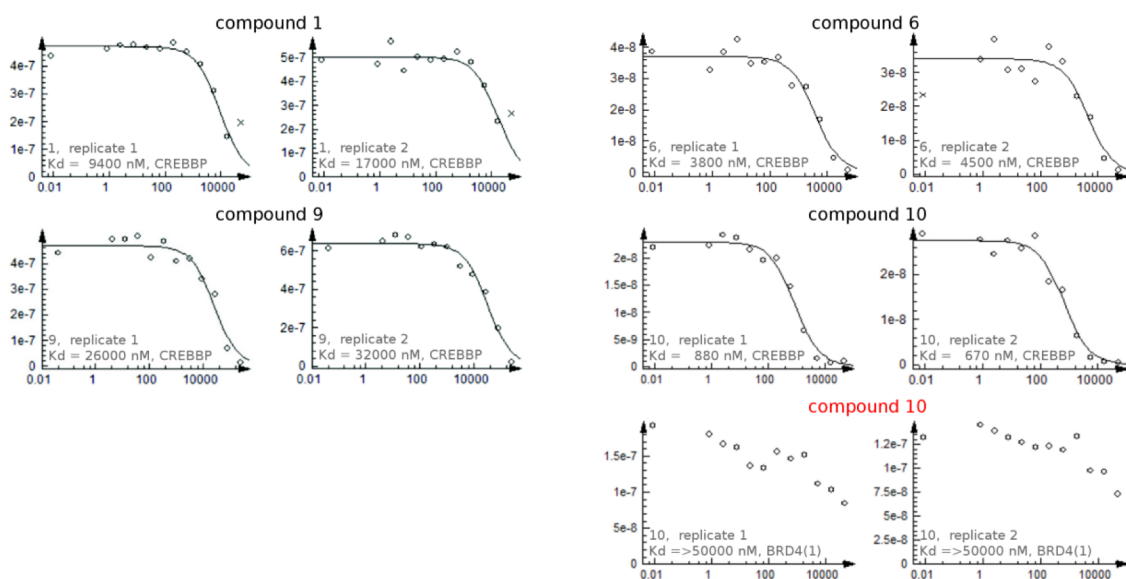 compound 1
4e-7
3e-7
2e-7
1e-7
0
1, replicate 1
Kd = 9400 nM, CREBBP
0.01 1 100 10000
5e-7
4e-7
3e-7
2e-7
1e-7
0
1, replicate 2
Kd = 17000 nM, CREBBP
0.01 1 100 10000
compound 6
4e-8
3e-8
2e-8
1e-8
0
6, replicate 1
Kd = 3800 nM, CREBBP
0.01 1 100 10000
3e-8
2e-8
1e-8
0
6, replicate 2
Kd = 4500 nM, CREBBP
0.01 1 100 10000
compound 9
4e-7
3e-7
2e-7
1e-7
0
9, replicate 1
Kd = 26000 nM, CREBBP
0.01 1 100 10000
6e-7
4e-7
2e-7
0
9, replicate 2
Kd = 32000 nM, CREBBP
0.01 1 100 10000
compound 10
2e-8
1.5e-8
1e-8
5e-9
0
10, replicate 1
Kd = 880 nM, CREBBP
0.01 1 100 10000
2e-8
1e-8
0
10, replicate 2
Kd = 670 nM, CREBBP
0.01 1 100 10000
compound 10
1.5e-7
1e-7
5e-8
0
10, replicate 1
Kd =>50000 nM, BRD4(1)
0.01 1 100 10000
1.2e-7
1e-7
7.5e-8
5e-8
2.5e-8
0
10, replicate 2
Kd =>50000 nM, BRD4(1)
0.01 1 100 10000